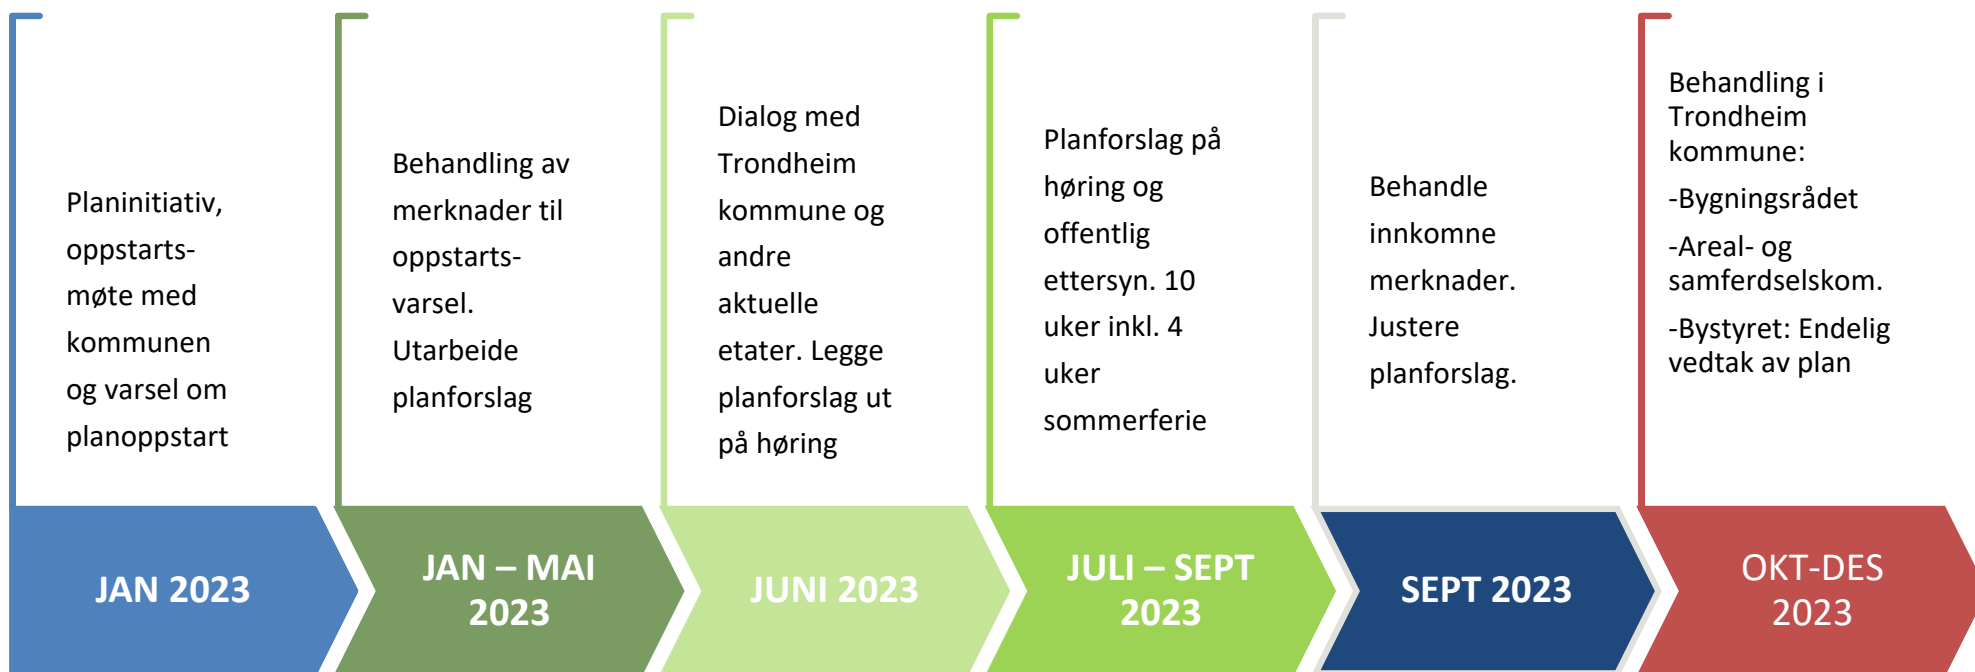 Planinitiativ,
oppstarts-
møte med
kommunen
og varsel om
planoppstart
JAN 2023
Behandling av
merknader til
oppstarts-
varsel.
Utarbeide
planforslag
JAN – MAI
2023
Dialog med
Trondheim
kommune og
andre
aktuelle
etater. Legge
planforslag ut
på høring
JUNI 2023
Planforslag på
høring og
offentlig
ettersyn. 10
uker inkl. 4
uker
sommerferie
JULI – SEPT
2023
Behandle
innkomne
merknader.
Justere
planforslag.
SEPT 2023
Behandling i
Trondheim
kommune:
-Bygningsrådet
-Areal- og
samferdselskom.
-Bystyret: Endelig
vedtak av plan
OKT-DES
2023